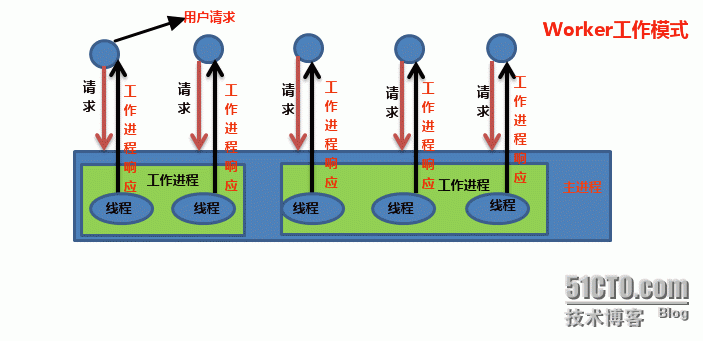 用户请求
Worker工作模式
请求
工作进程响应
请求
工作进程响应
请求
工作进程响应
请求
工作进程响应
请求
工作进程响应
工作进程
工作进程
主进程
线程
线程
线程
线程
线程
51CTO.com
技术博客 Blog